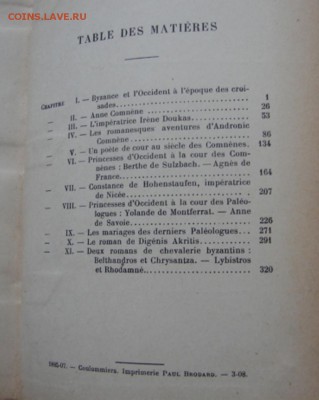 COINS.LAVE.RU
TABLE DES MATIÈRES
CHAPITRE I. — Bysance et l'Occident à l'époque des croi-
sades. 1
— II. — Anne Comnène 26
— III. — L'impératrice Irène Doukas 53
— IV. — Les romanesques aventures d'Andronic
Comnène 86
— V. — Un poète de cour au siècle des Comnènes. 134
— VI. — Princesses d'Occident à la cour des Com-
nènes : Berthe de Sulzbach. — Agnès de
France. 164
— VII. — Constance de Hohenstaufen, impératrice
de Nicée. 207
— VIII. — Princesses d'Occident à la cour des Paléo-
logues : Yolande de Montferrat. — Anne
de Savoie 226
— IX. — Les mariages des derniers Paléologues. 271
— X. — Le roman de Digénis Akritis 291
— XI. — Deux romans de chevalerie byzantins :
Belthandros et Chrysantza. — Lybistros
et Rhodamné. 320
Coulommiers. Imprimerie PAUL BRODARD. — 3-08.